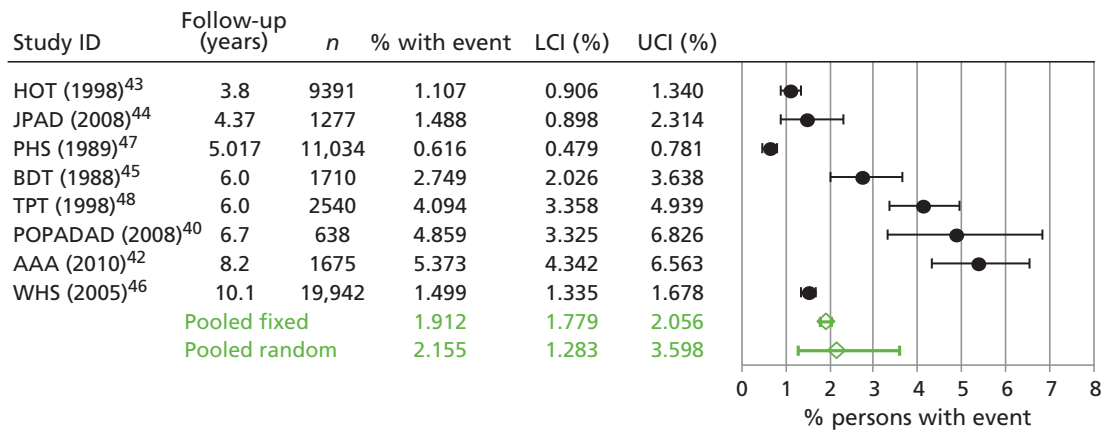 Study ID Follow-up (years) n % with event LCI (%) UCI (%)
HOT (1998)43 3.8 9391 1.107 0.906 1.340
JPAD (2008)44 4.37 1277 1.488 0.898 2.314
PHS (1989)47 5.017 11,034 0.616 0.479 0.781
BDT (1988)45 6.0 1710 2.749 2.026 3.638
TPT (1998)48 6.0 2540 4.094 3.358 4.939
POPADAD (2008)40 6.7 638 4.859 3.325 6.826
AAA (2010)42 8.2 1675 5.373 4.342 6.563
WHS (2005)46 10.1 19,942 1.499 1.335 1.678
Pooled fixed 1.912 1.779 2.056
Pooled random 2.155 1.283 3.598
0 1 2 3 4 5 6 7 8
% persons with event